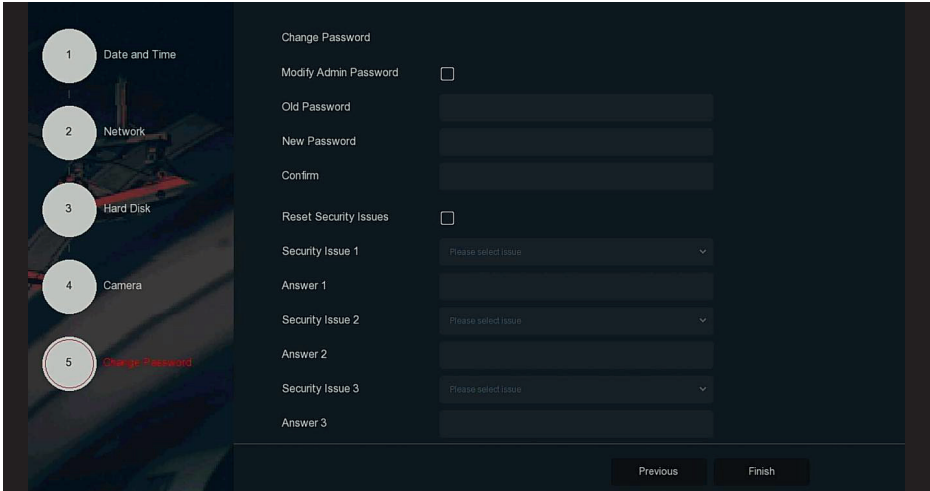 1 Date and Time
2 Network
3 Hard Disk
4 Camera
5 Change Password
Change Password
Modify Admin Password
Old Password
New Password
Confirm
Reset Security Issues
Security Issue 1 Please select issue
Answer 1
Security Issue 2 Please select issue
Answer 2
Security Issue 3 Please select issue
Answer 3
Previous Finish